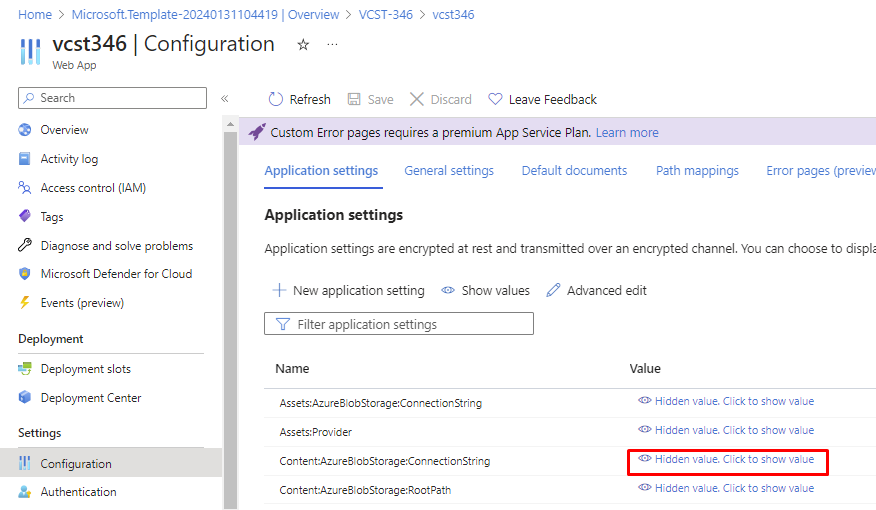 Home > Microsoft.Template-20240131104419 | Overview > VCST-346 > vcst346
vcst346 | Configuration
Web App
Search
Refresh Save Discard Leave Feedback
Custom Error pages requires a premium App Service Plan. Learn more
Overview
Activity log
Access control (IAM)
Tags
Diagnose and solve problems
Microsoft Defender for Cloud
Events (preview)
Deployment
Deployment slots
Deployment Center
Settings
Configuration
Authentication
Application settings General settings Default documents Path mappings Error pages (preview
Application settings
Application settings are encrypted at rest and transmitted over an encrypted channel. You can choose to displa
New application setting Show values Advanced edit
Filter application settings
Name Value
Assets:AzureBlobStorage:ConnectionString Hidden value. Click to show value
Assets:Provider Hidden value. Click to show value
Content:AzureBlobStorage:ConnectionString Hidden value. Click to show value
Content:AzureBlobStorage:RootPath Hidden value. Click to show value